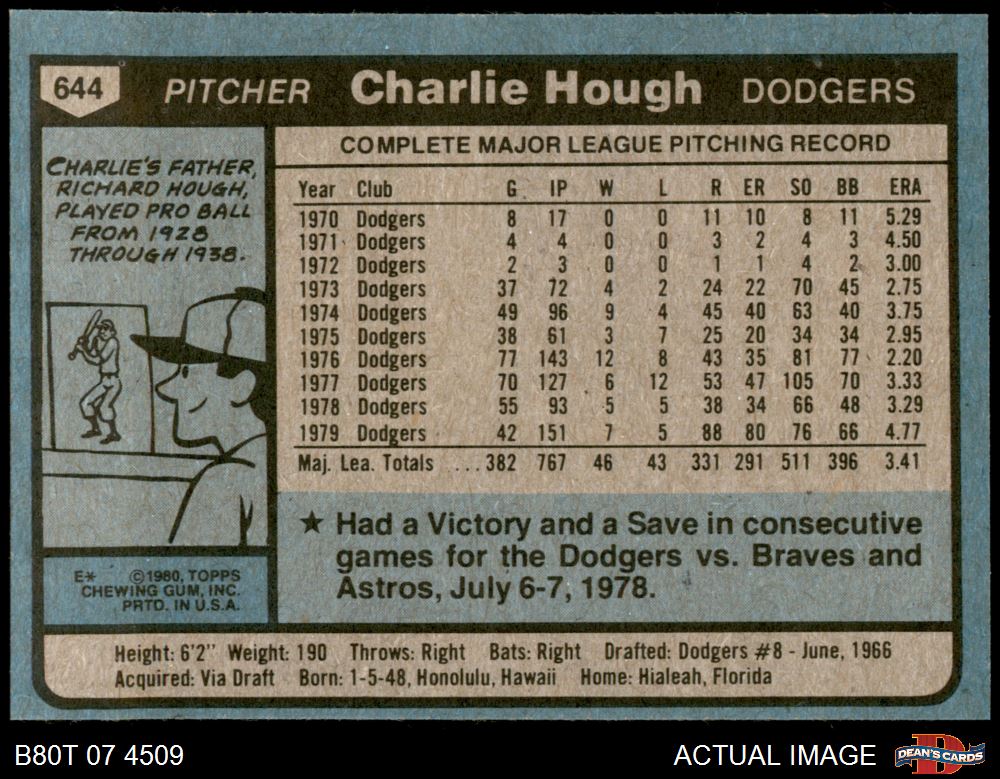 644 PITCHER Charlie Hough DODGERS
CHARLIE'S FATHER,
RICHARD HOUGH,
PLAYED PRO BALL
FROM 1928
THROUGH 1938.
E* ©1980, TOPPS
CHEWING GUM, INC.
PRTD. IN U.S.A.
COMPLETE MAJOR LEAGUE PITCHING RECORD
Year Club G IP W L R ER SO BB ERA
1970 Dodgers 8 17 0 0 11 10 8 11 5.29
1971 Dodgers 4 4 0 0 3 2 4 3 4.50
1972 Dodgers 2 3 0 0 1 1 4 2 3.00
1973 Dodgers 37 72 4 2 24 22 70 45 2.75
1974 Dodgers 49 96 9 4 45 40 63 40 3.75
1975 Dodgers 38 61 3 7 25 20 34 34 2.95
1976 Dodgers 77 143 12 8 43 35 81 77 2.20
1977 Dodgers 70 127 6 12 53 47 105 70 3.33
1978 Dodgers 55 93 5 5 38 34 66 48 3.29
1979 Dodgers 42 151 7 5 88 80 76 66 4.77
Maj. Lea. Totals ....382 767 46 43 331 291 511 396 3.41
★ Had a Victory and a Save in consecutive
games for the Dodgers vs. Braves and
Astros, July 6-7, 1978.
Height: 6'2" Weight: 190 Throws: Right Bats: Right Drafted: Dodgers #8 - June, 1966
Acquired: Via Draft Born: 1-5-48, Honolulu, Hawaii Home: Hialeah, Florida
B80T 07 4509 ACTUAL IMAGE DEAN'S CARDS